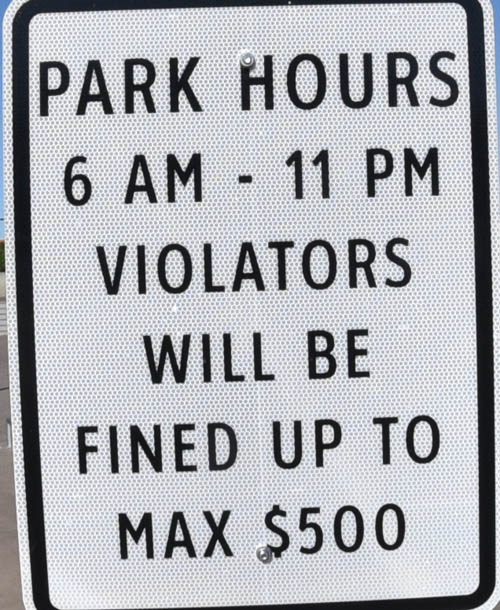 PARK HOURS
6 AM - 11 PM
VIOLATORS
WILL BE
FINED UP TO
MAX $500